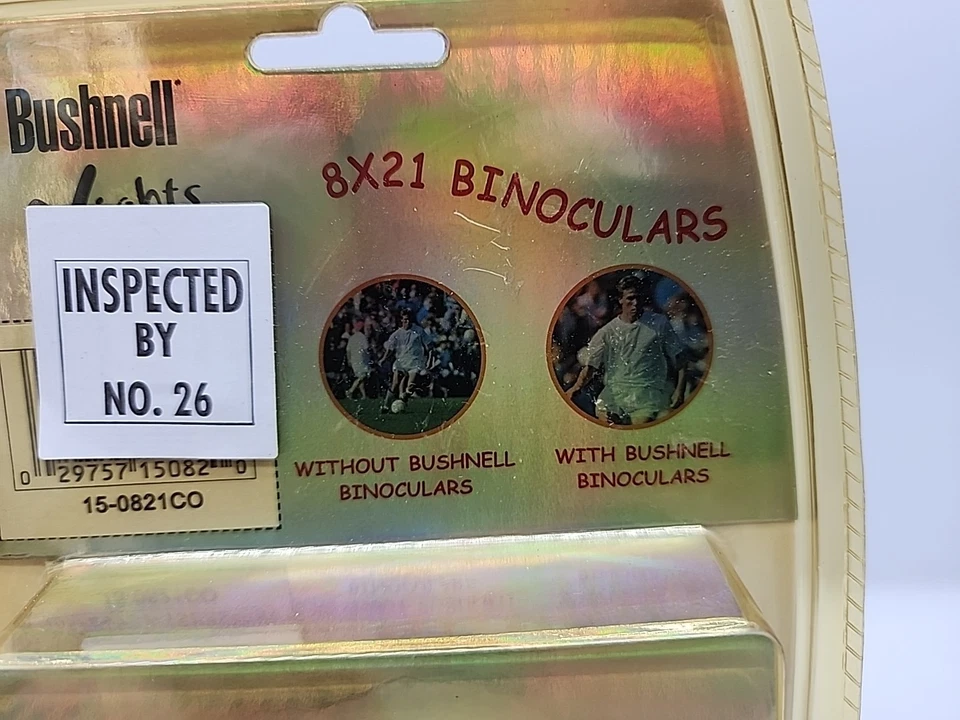 Bushnell
8X21 BINOCULARS
INSPECTED
BY
NO. 26
0 29757 15082 0
15-0821CO
WITHOUT BUSHNELL
BINOCULARS
WITH BUSHNELL
BINOCULARS